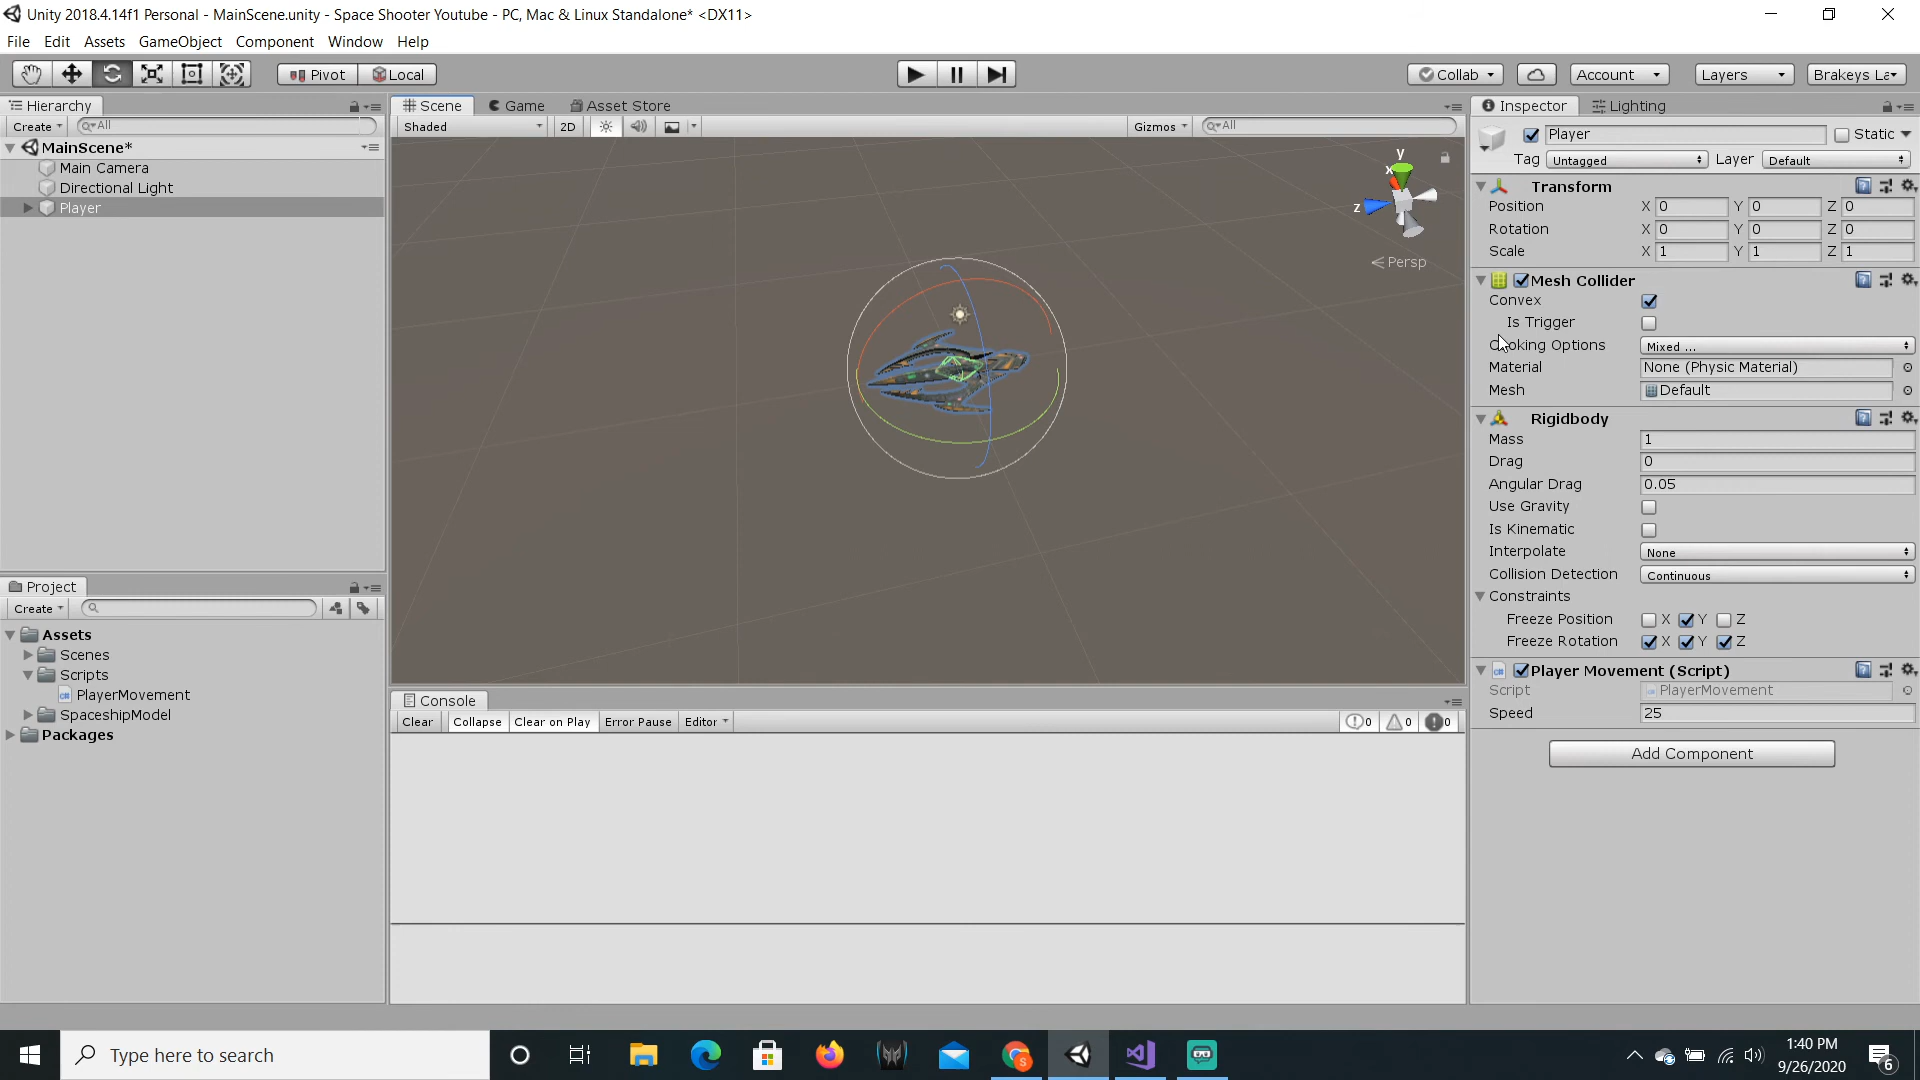 Unity 2018.4.14f1 Personal - MainScene.unity - Space Shooter Youtube - PC, Mac & Linux Standalone* <DX11>
File Edit Assets GameObject Component Window Help
Pivot Local Collab Account Layers Brakeys La
Hierarchy
Create All
MainScene*
Main Camera
Directional Light
Player
Project
Create
Assets
Scenes
Scripts
PlayerMovement
SpaceshipModel
Packages
Scene Game Asset Store
Shaded 2D Gizmos All
y
x
z
Persp
Console
Clear Collapse Clear on Play Error Pause Editor 0 0 0
Inspector Lighting
Player Static
Tag Untagged Layer Default
Transform
Position X 0 Y 0 Z 0
Rotation X 0 Y 0 Z 0
Scale X 1 Y 1 Z 1
Mesh Collider
Convex
Is Trigger
Cooking Options Mixed ...
Material None (Physic Material)
Mesh Default
Rigidbody
Mass 1
Drag 0
Angular Drag 0.05
Use Gravity
Is Kinematic
Interpolate None
Collision Detection Continuous
Constraints
Freeze Position X Y Z
Freeze Rotation X Y Z
Player Movement (Script)
Script PlayerMovement
Speed 25
Add Component
Type here to search
1:40 PM
9/26/2020
6